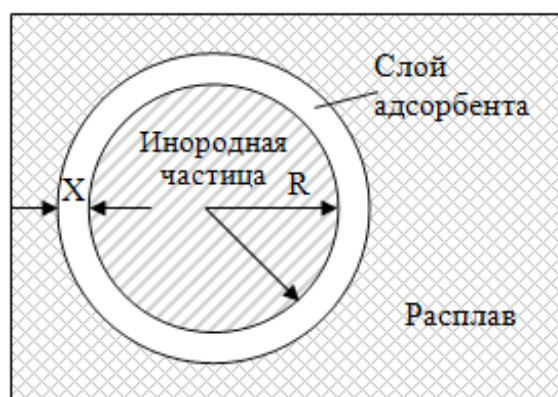 Слой
адсорбента
Инородная
частица
X
R
Расплав